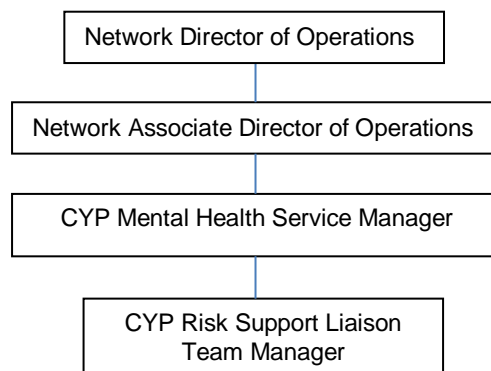 Network Director of Operations
Network Associate Director of Operations
CYP Mental Health Service Manager
CYP Risk Support Liaison
Team Manager